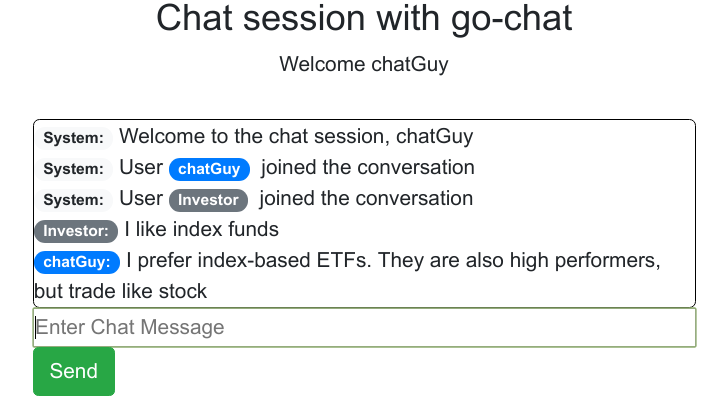 Chat session with go-chat
Welcome chatGuy
System: Welcome to the chat session, chatGuy
System: User chatGuy joined the conversation
System: User Investor joined the conversation
Investor: I like index funds
chatGuy: I prefer index-based ETFs. They are also high performers,
but trade like stock
Enter Chat Message
Send